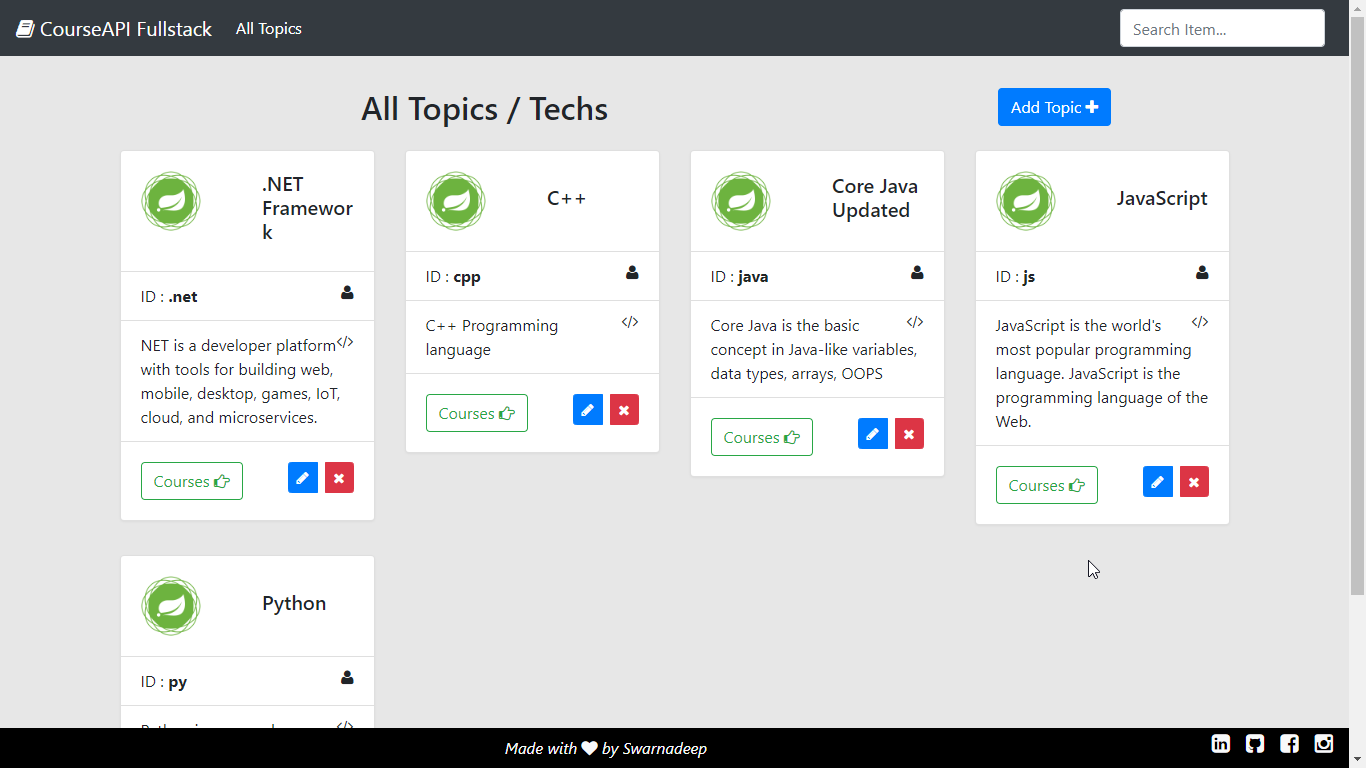 CourseAPI Fullstack
All Topics
Search Item...
All Topics / Techs
Add Topic
.NET
Framewor
k
ID : .net
NET is a developer platform
with tools for building web,
mobile, desktop, games, IoT,
cloud, and microservices.
Courses
C++
ID : cpp
C++ Programming
language
Courses
Core Java
Updated
ID : java
Core Java is the basic
concept in Java-like variables,
data types, arrays, OOPS
Courses
JavaScript
ID : js
JavaScript is the world's
most popular programming
language. JavaScript is the
programming language of the
Web.
Courses
Python
ID : py
Made with by Swarnadeep